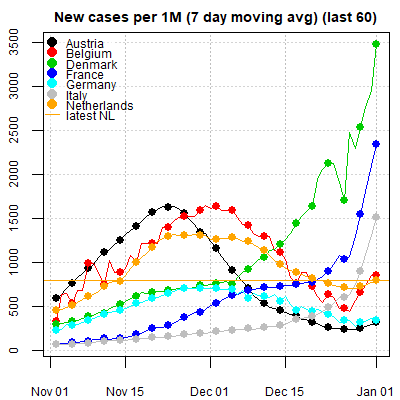 New cases per 1M (7 day moving avg) (last 60)
3500
3000
2500
2000
1500
1000
500
0
Austria
Belgium
Denmark
France
Germany
Italy
Netherlands
latest NL
Nov 01 Nov 15 Dec 01 Dec 15 Jan 01